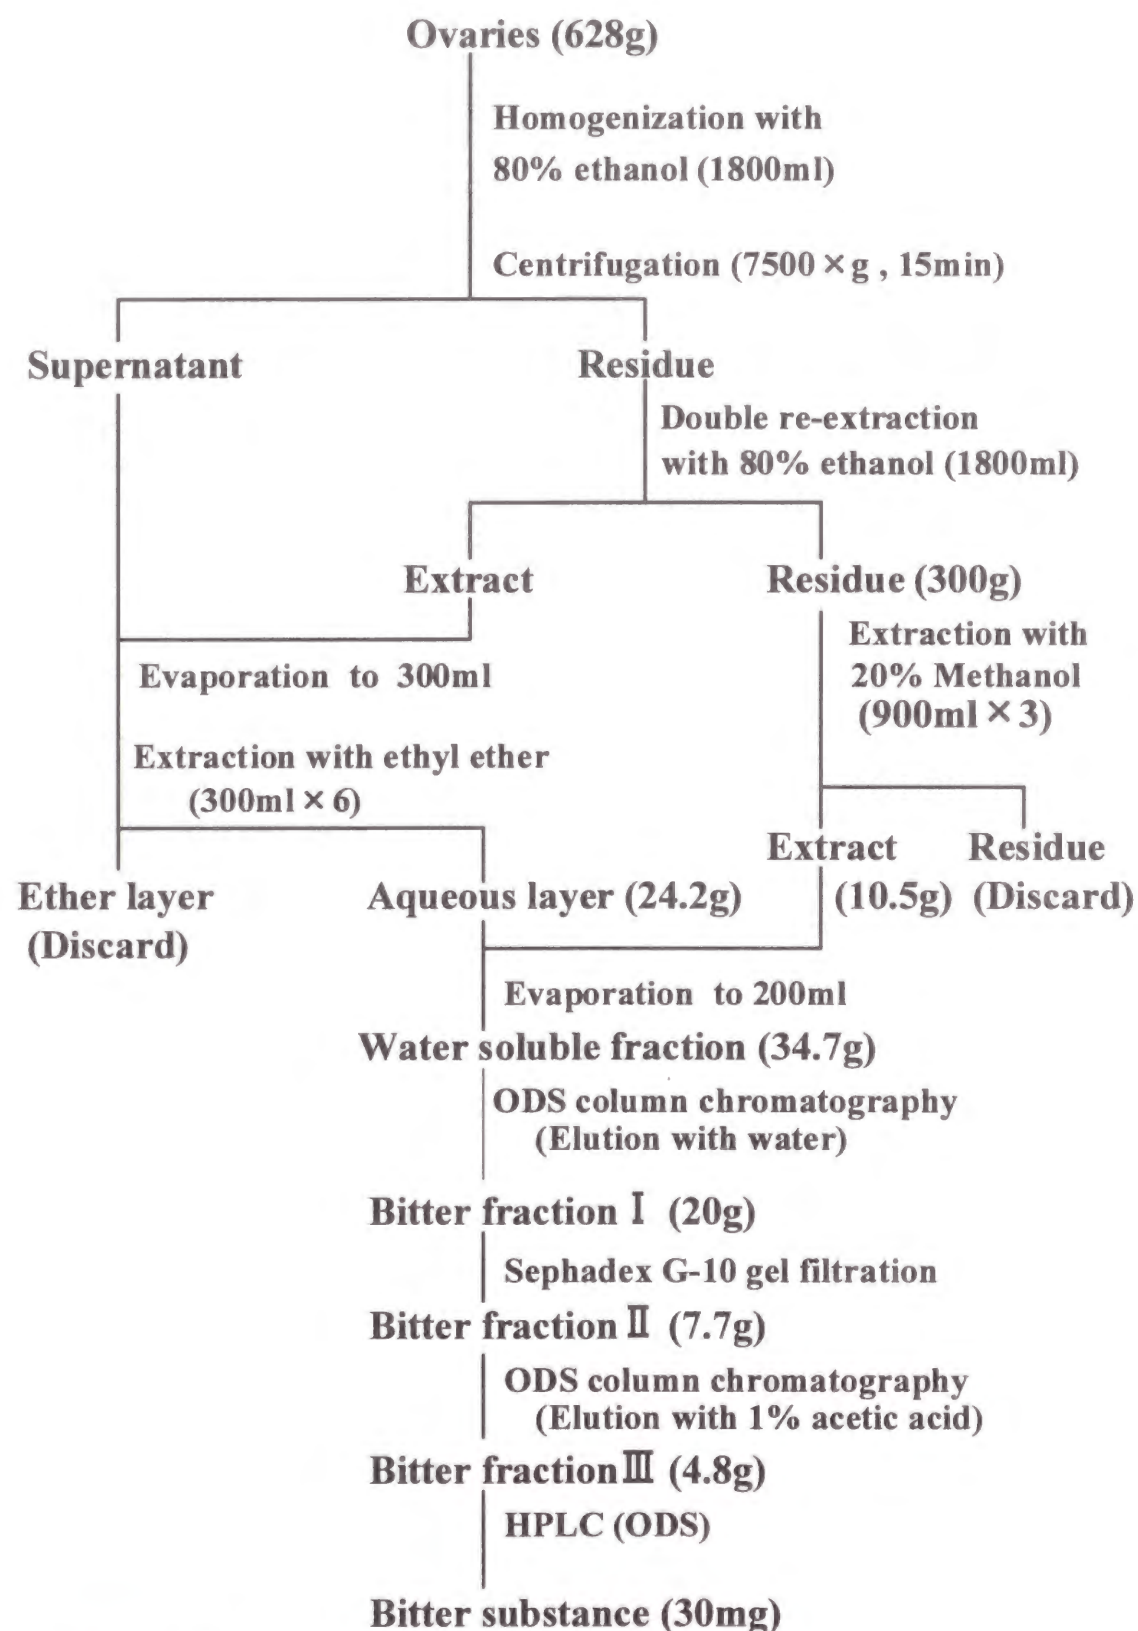 Ovaries (628g)
Homogenization with
80% ethanol (1800ml)
Centrifugation (7500 × g , 15min)
Supernatant
Residue
Double re-extraction
with 80% ethanol (1800ml)
Extract
Residue (300g)
Extraction with
20% Methanol
(900ml × 3)
Evaporation to 300ml
Extraction with ethyl ether
(300ml × 6)
Extract
(10.5g)
Residue
(Discard)
Ether layer
(Discard)
Aqueous layer (24.2g)
Evaporation to 200ml
Water soluble fraction (34.7g)
ODS column chromatography
(Elution with water)
Bitter fraction Ⅰ (20g)
Sephadex G-10 gel filtration
Bitter fraction Ⅱ (7.7g)
ODS column chromatography
(Elution with 1% acetic acid)
Bitter fraction Ⅲ (4.8g)
HPLC (ODS)
Bitter substance (30mg)